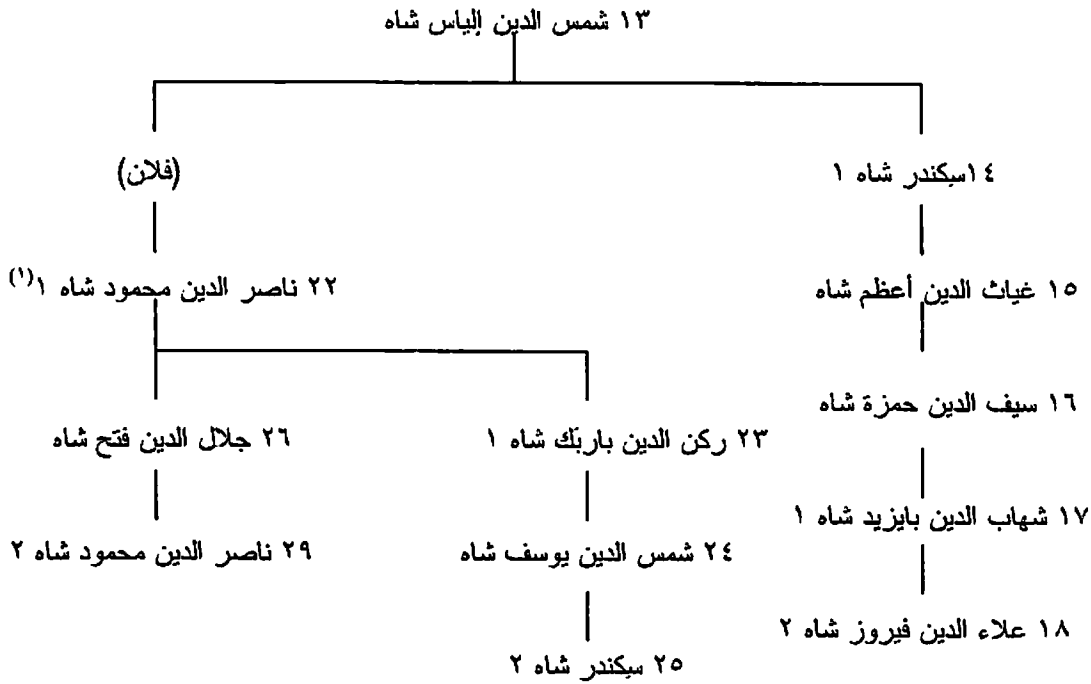 ١٣ شمس الدين إلياس شاه
١٤سكندر شاه ١
(فلان)
١٥ غياث الدين أعظم شاه
٢٢ ناصر الدين محمود شاه ١(١)
١٦ سيف الدين حمزة شاه
٢٣ ركن الدين باربك شاه ١
٢٦ جلال الدين فتح شاه
١٧ شهاب الدين بايزيد شاه ١
٢٤ شمس الدين يوسف شاه
٢٩ ناصر الدين محمود شاه ٢
١٨ علاء الدين فيروز شاه ٢
٢٥ سكندر شاه ٢